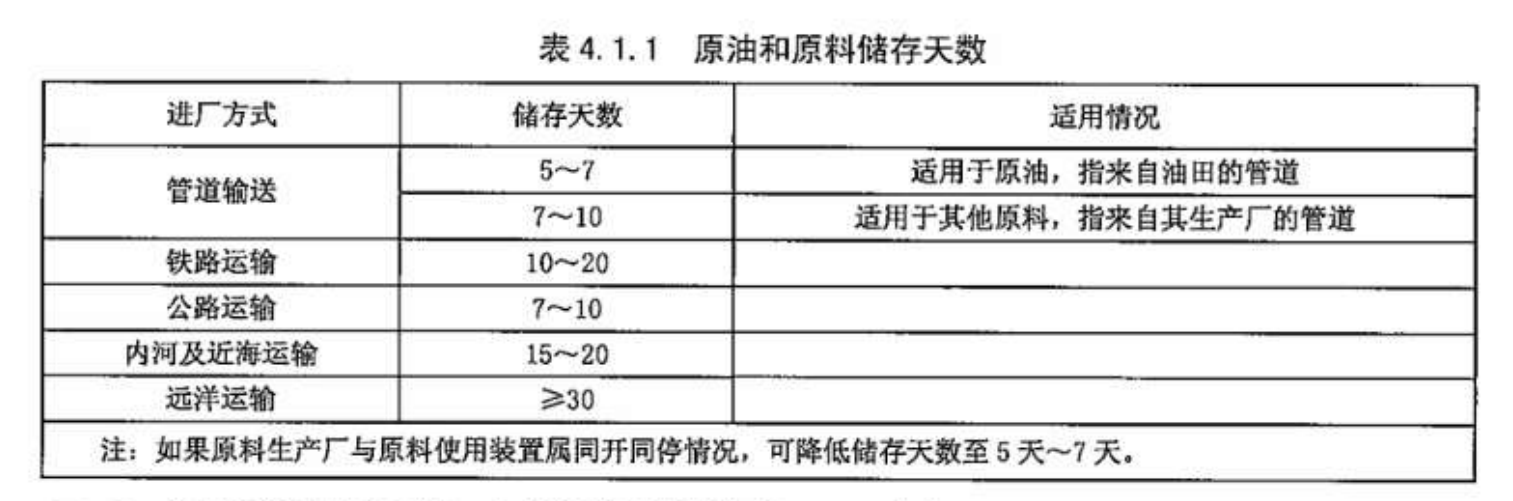 表 4.1.1 原油和原料储存天数
进厂方式 储存天数 适用情况
管道输送 5～7 适用于原油，指来自油田的管道
7～10 适用于其他原料，指来自其生产厂的管道
铁路运输 10～20
公路运输 7～10
内河及近海运输 15～20
远洋运输 ≥30
注：如果原料生产厂与原料使用装置属同开同停情况，可降低储存天数至 5 天～7 天。